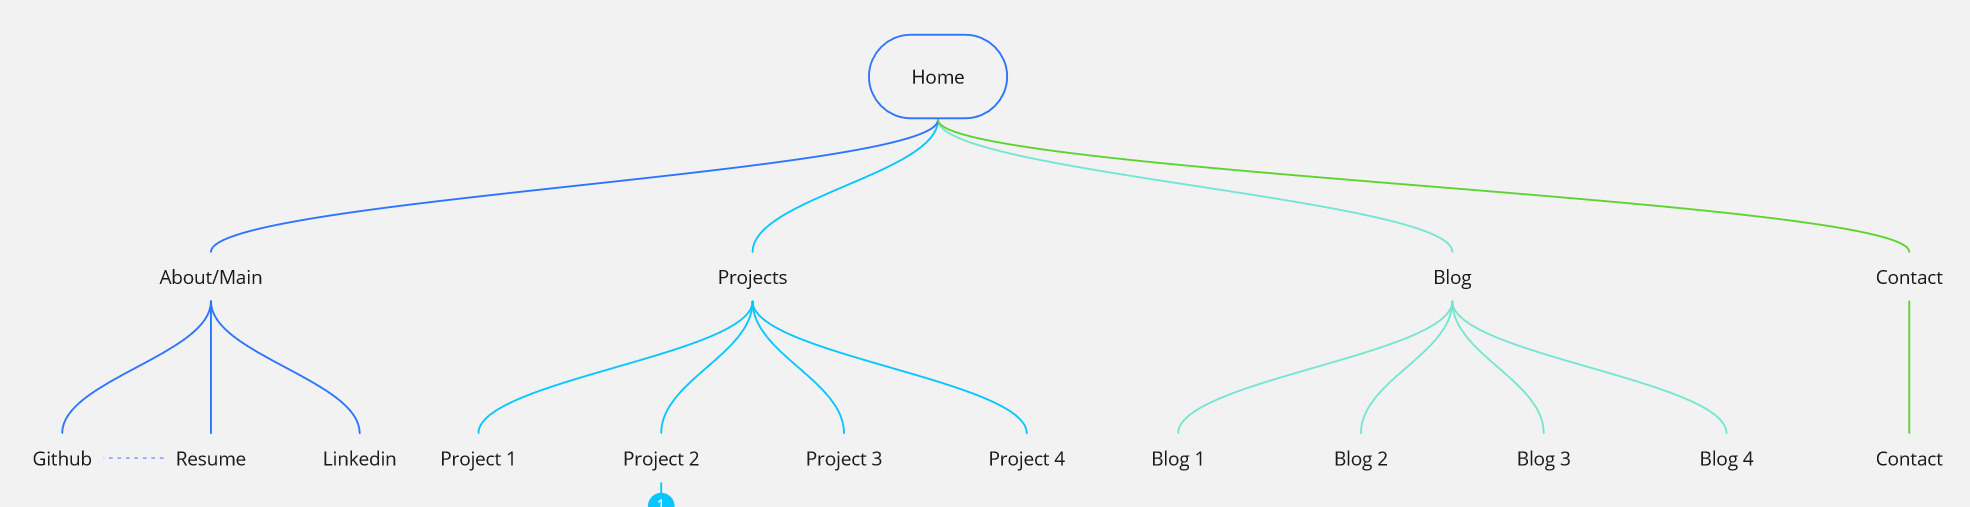 Home
About/Main
Projects
Blog
Contact
Github
Resume
Linkedin
Project 1
Project 2
Project 3
Project 4
Blog 1
Blog 2
Blog 3
Blog 4
Contact
1